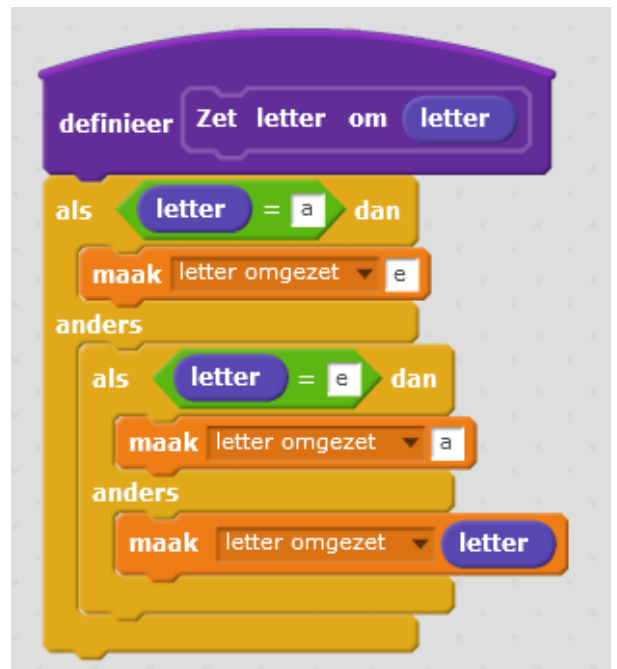 definieer Zet letter om letter
als letter = a dan
maak letter omgezet e
anders
als letter = e dan
maak letter omgezet a
anders
maak letter omgezet letter